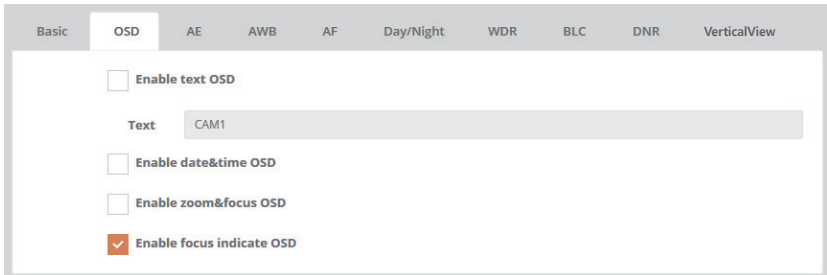 Basic OSD AE AWB AF Day/Night WDR BLC DNR VerticalView
Enable text OSD
Text CAM1
Enable date&time OSD
Enable zoom&focus OSD
Enable focus indicate OSD